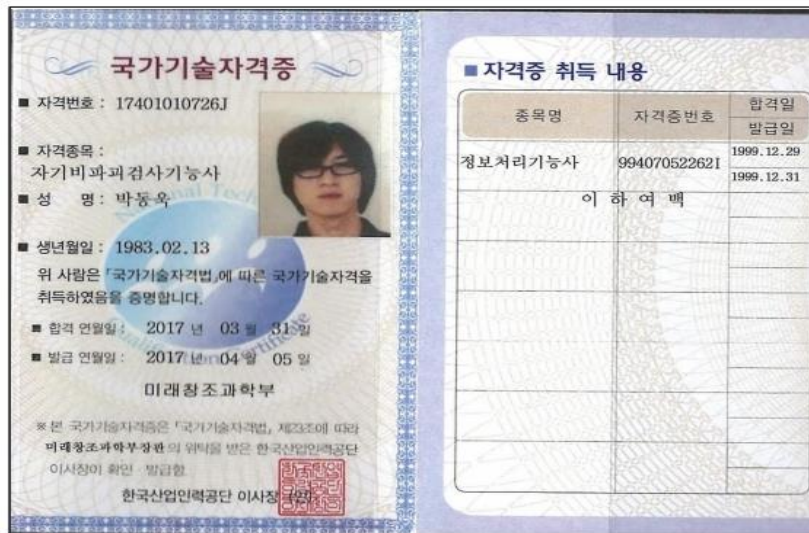 국가기술자격증
■ 자격번호 : 17401010726J
■ 자격종목 :
자기비파괴검사기능사
■ 성 명 : 박동욱
■ 생년월일 : 1983.02.13
위 사람은 「국가기술자격법」에 따른 국가기술자격을
취득하였음을 증명합니다.
■ 합격 연월일 : 2017 년 03 월 31 일
■ 발급 연월일 : 2017 년 04 월 05 일
미래창조과학부
※ 본 국가기술자격증은 「국가기술자격법」 제23조에 따라
미래창조과학부장관의 위탁을 받은 한국산업인력공단
이사장이 확인 · 발급함
한국산업인력공단 이사장 (인)
■ 자격증 취득 내용
종목명 자격증번호 합격일
발급일
정보처리기능사 99407052262I 1999.12.29
1999.12.31
이 하 여 백